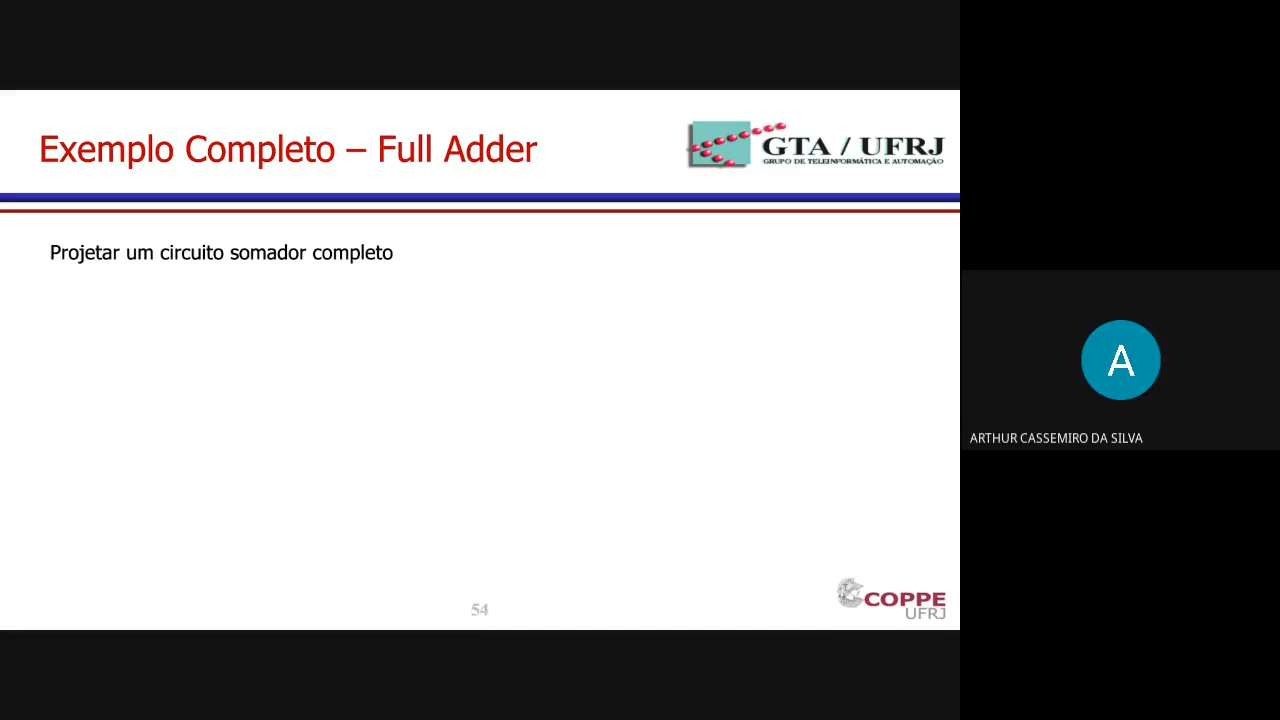 Exemplo Completo – Full Adder
GTA / UFRJ
GRUPO DE TELEINFORMÁTICA E AUTOMAÇÃO
Projetar um circuito somador completo
A
ARTHUR CASSEMIRO DA SILVA
54
COPPE
UFRJ